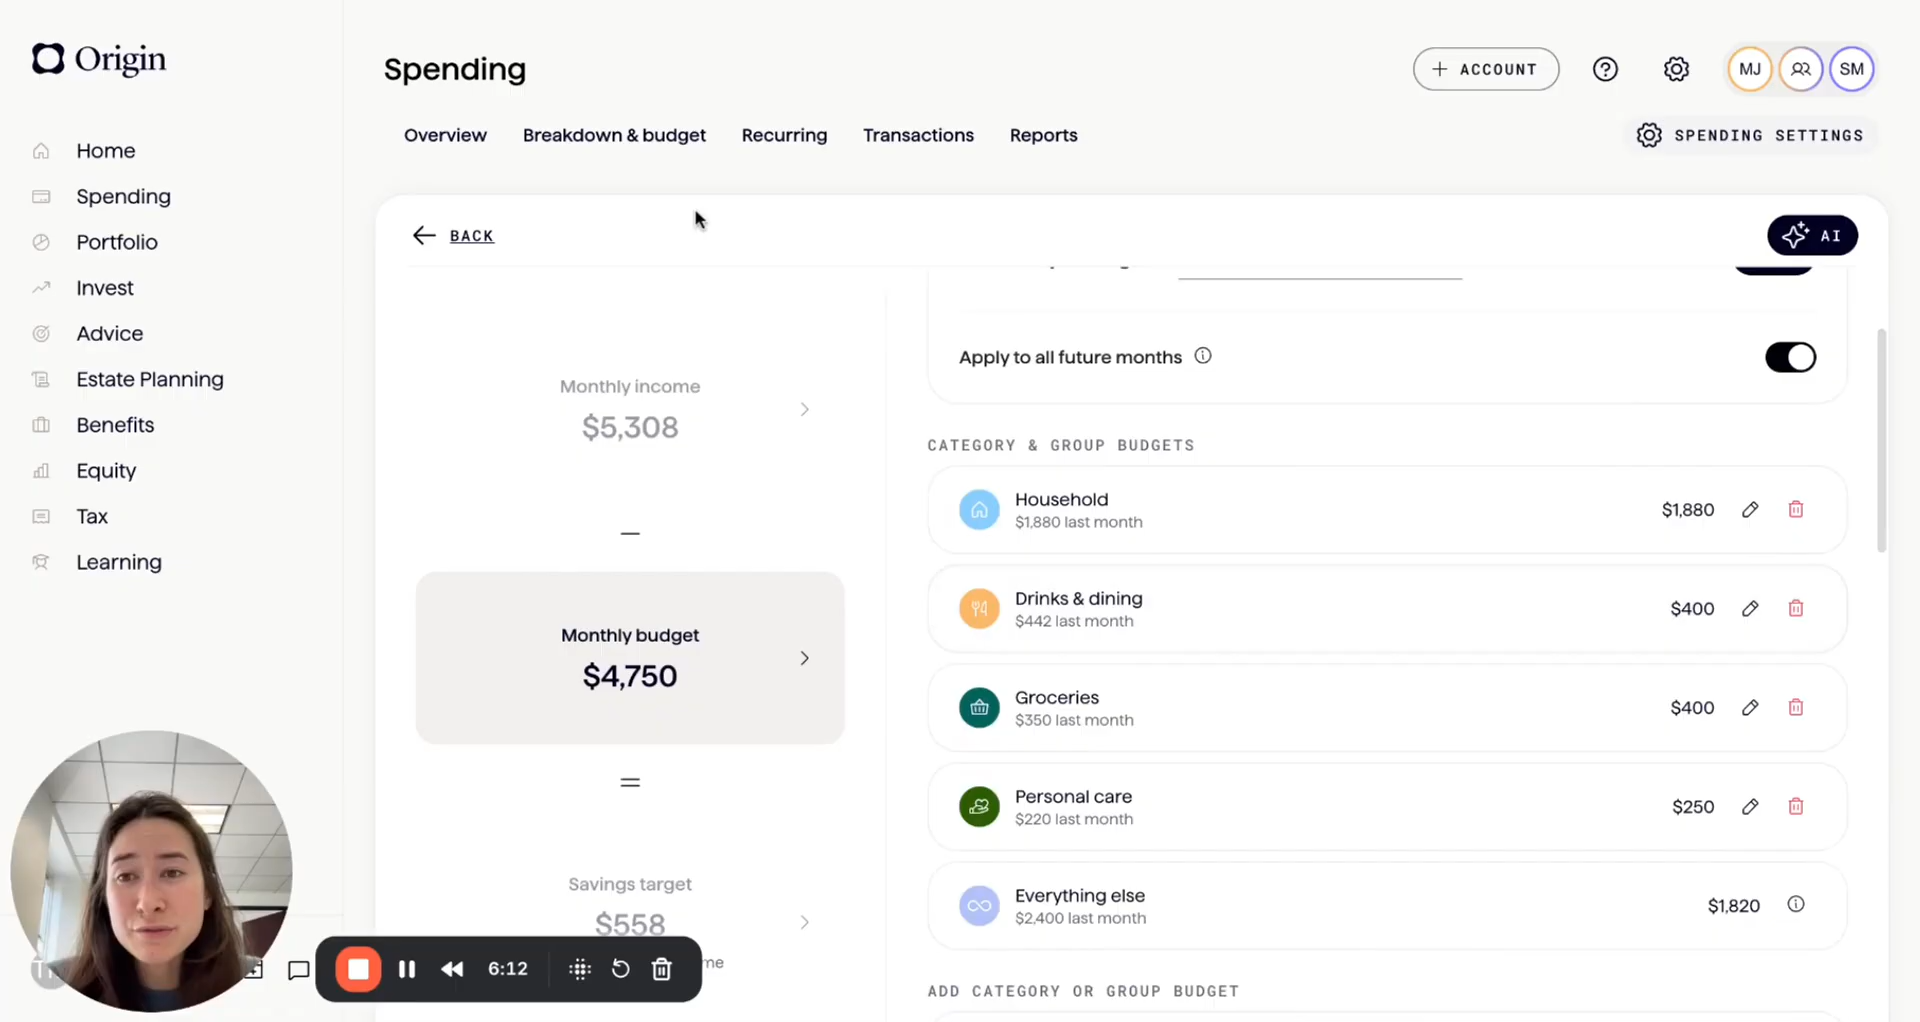 Origin
Spending
+ ACCOUNT
MJ
SM
Overview
Breakdown & budget
Recurring
Transactions
Reports
SPENDING SETTINGS
Home
Spending
Portfolio
Invest
Advice
Estate Planning
Benefits
Equity
Tax
Learning
BACK
AI
Monthly income
$5,308
—
Monthly budget
$4,750
=
Savings target
$558
me
Apply to all future months
CATEGORY & GROUP BUDGETS
Household
$1,880 last month
$1,880
Drinks & dining
$442 last month
$400
Groceries
$350 last month
$400
Personal care
$220 last month
$250
Everything else
$2,400 last month
$1,820
ADD CATEGORY OR GROUP BUDGET
6:12